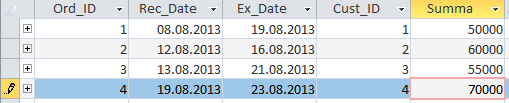 Ord_ID Rec_Date Ex_Date Cust_ID Summa
1 08.08.2013 19.08.2013 1 50000
2 12.08.2013 16.08.2013 2 60000
3 13.08.2013 21.08.2013 3 55000
4 19.08.2013 23.08.2013 4 70000